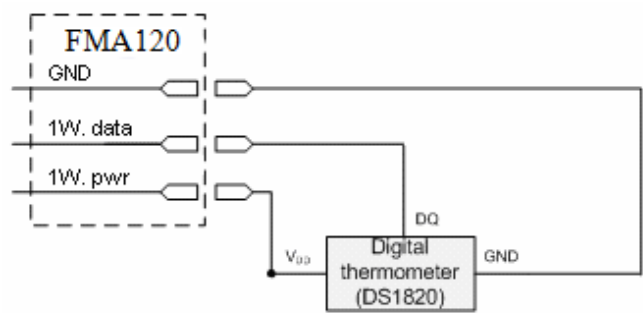 FMA120
GND
1W. data
1W. pwr
DQ
VDD
Digital
thermometer
(DS1820)
GND